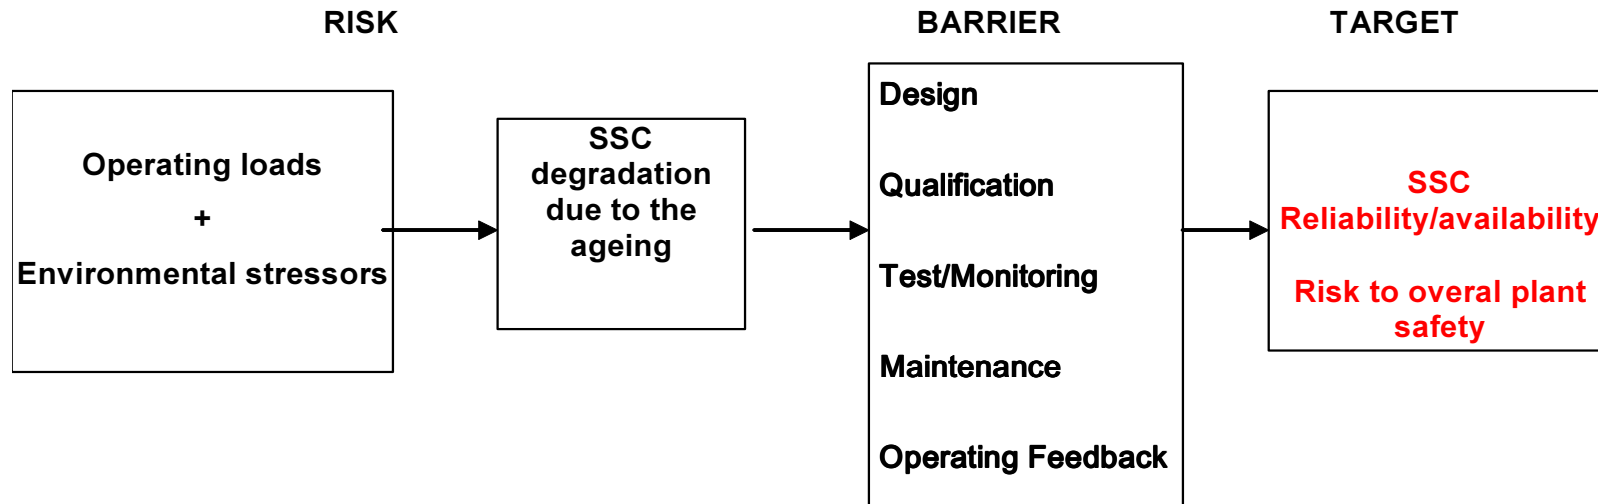 RISK
BARRIER
TARGET
Operating loads
+
Environmental stressors
SSC
degradation
due to the
ageing
Design
Qualification
Test/Monitoring
Maintenance
Operating Feedback
SSC
Reliability/availability
Risk to overal plant
safety